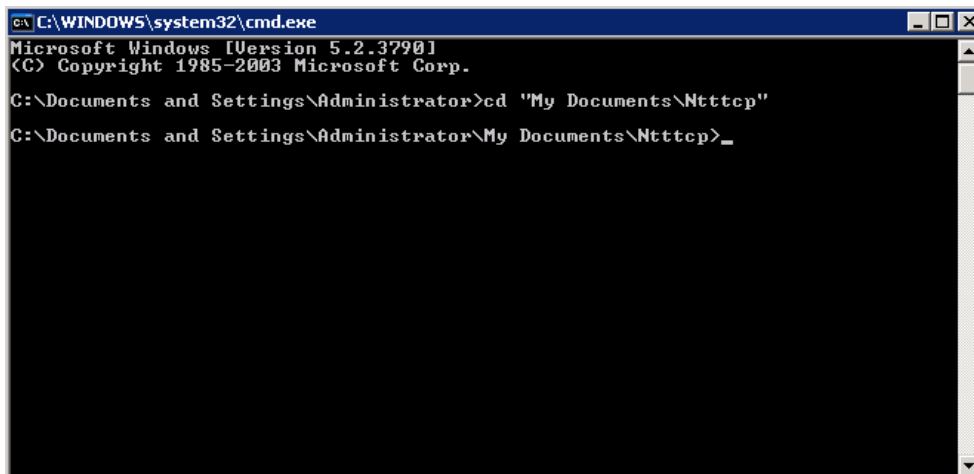 C:\WINDOWS\system32\cmd.exe
Microsoft Windows [Version 5.2.3790]
(C) Copyright 1985-2003 Microsoft Corp.
C:\Documents and Settings\Administrator>cd "My Documents\Ntttcp"
C:\Documents and Settings\Administrator\My Documents\Ntttcp>_